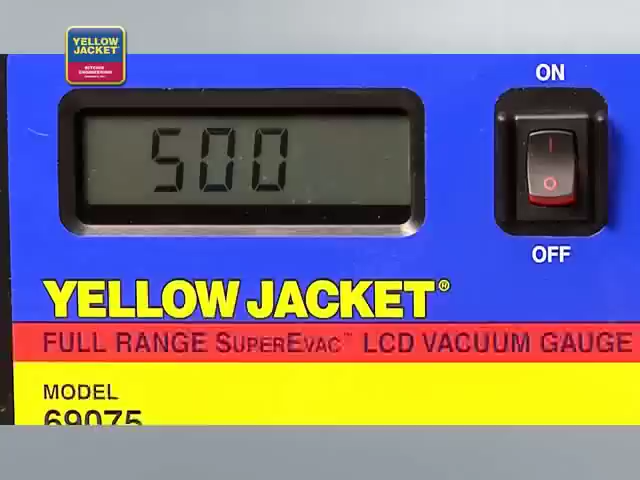 YELLOW
JACKET
ON
500
I
O
OFF
YELLOW JACKET®
FULL RANGE SUPEREVAC™ LCD VACUUM GAUGE
MODEL
69075